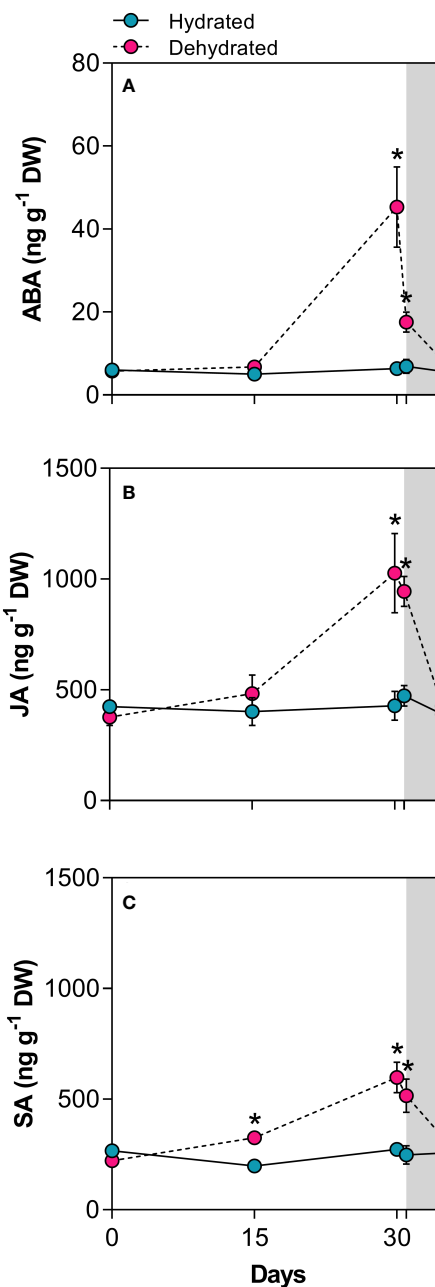 Hydrated
Dehydrated
A
80
60
40
20
0
ABA (ng g⁻¹ DW)
*
*
B
1500
1000
500
0
JA (ng g⁻¹ DW)
*
*
C
1500
1000
500
0
SA (ng g⁻¹ DW)
*
*
*
0 15 30
Days